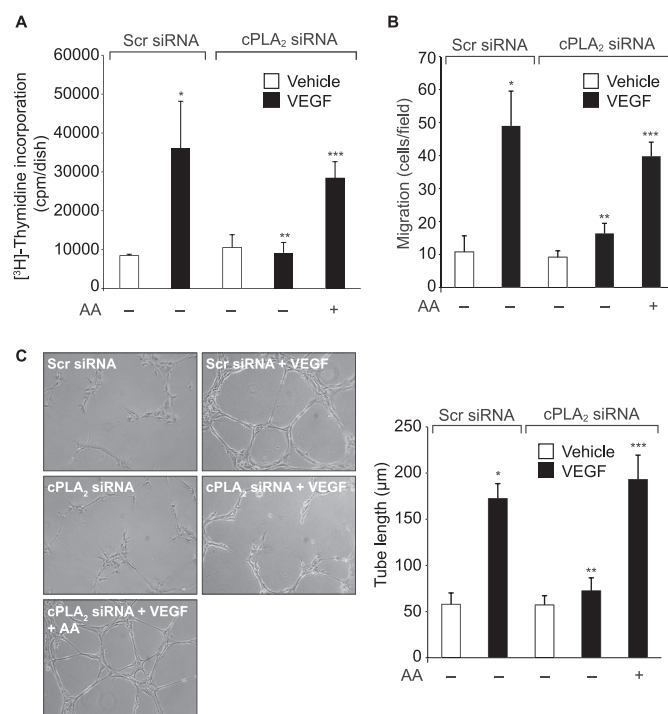 A
Scr siRNA
cPLA₂ siRNA
[³H]-Thymidine incorporation
(cpm/dish)
60000
50000
40000
30000
20000
10000
0
Vehicle
VEGF
*
**
***
AA – – – – +
B
Scr siRNA
cPLA₂ siRNA
Migration (cells/field)
70
60
50
40
30
20
10
0
Vehicle
VEGF
*
**
***
AA – – – – +
C
Scr siRNA
Scr siRNA + VEGF
cPLA₂ siRNA
cPLA₂ siRNA + VEGF
cPLA₂ siRNA + VEGF
+ AA
Scr siRNA
cPLA₂ siRNA
Tube length (µm)
250
200
150
100
50
0
Vehicle
VEGF
*
**
***
AA – – – – +